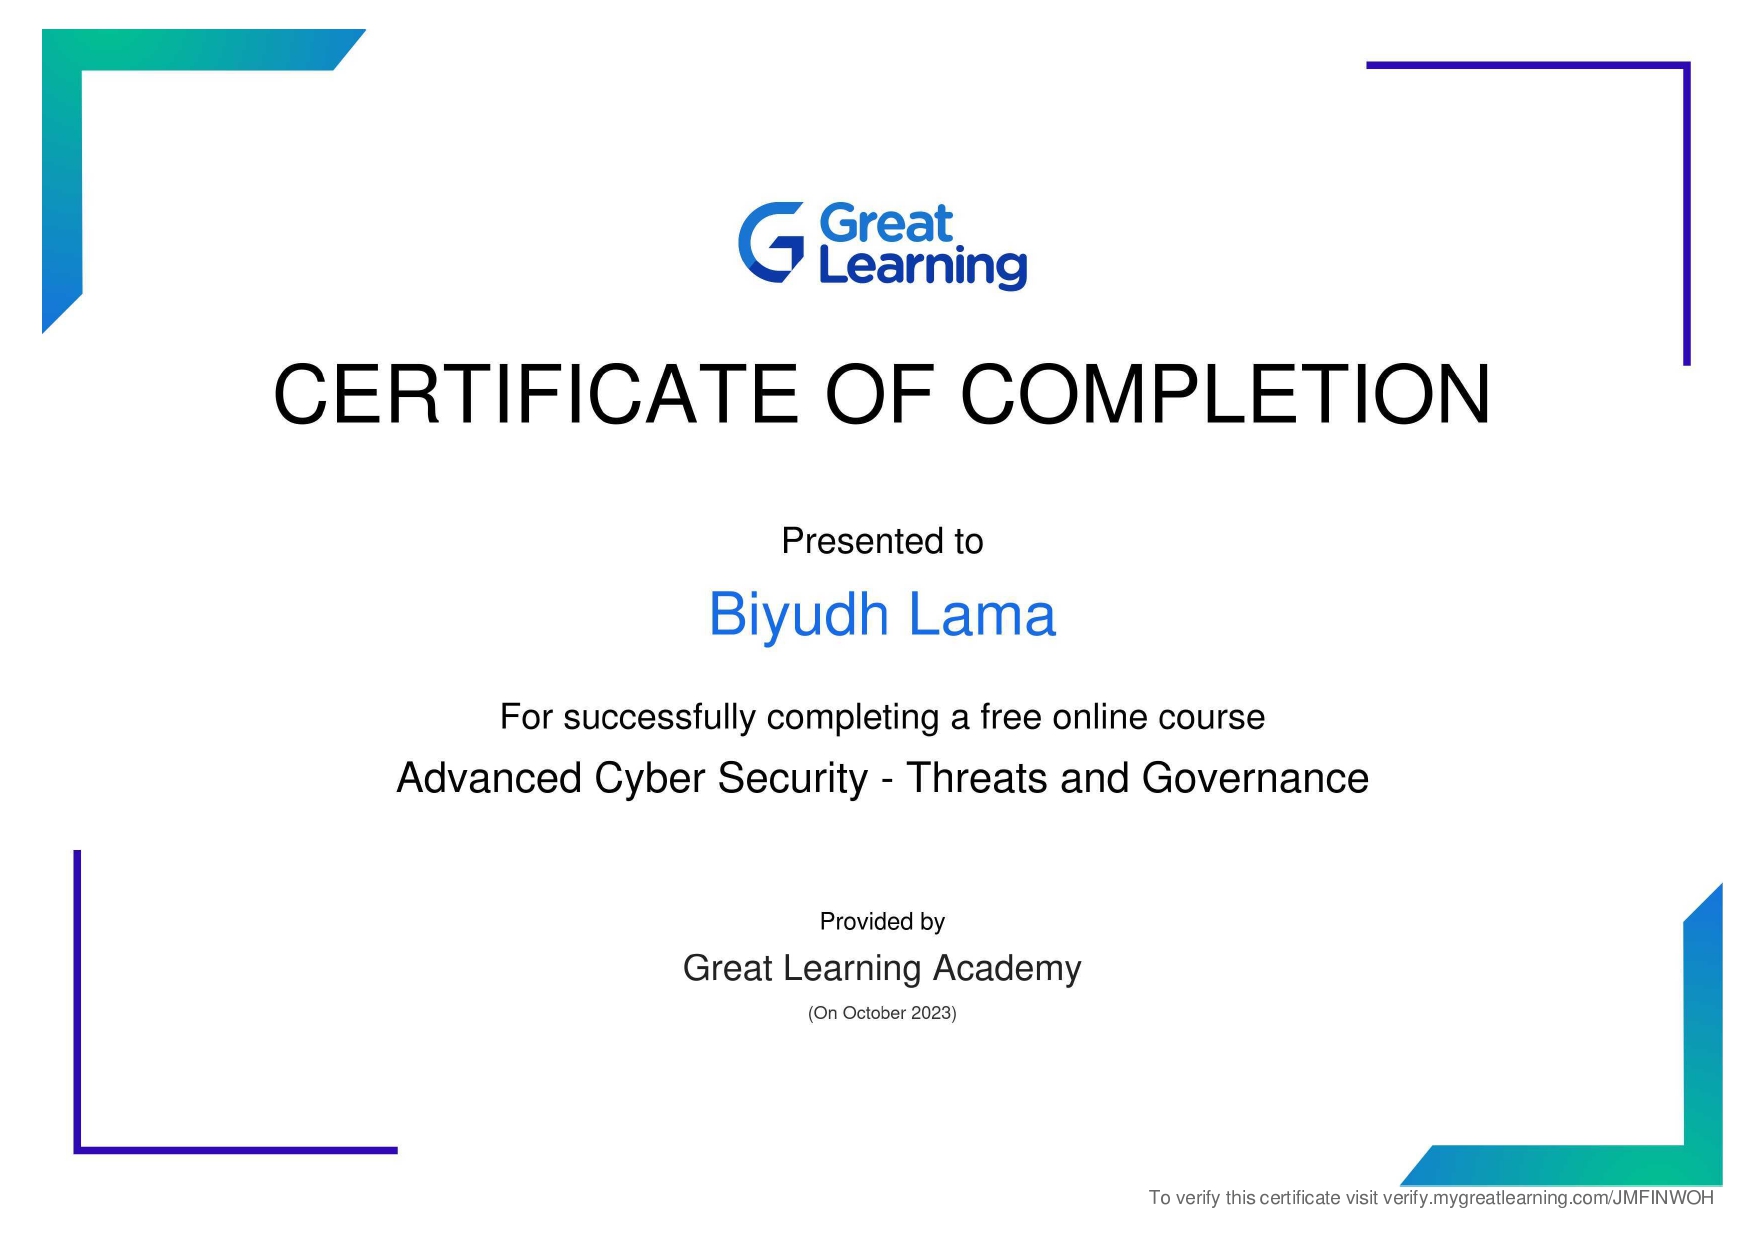 Great
Learning
CERTIFICATE OF COMPLETION
Presented to
Biyudh Lama
For successfully completing a free online course
Advanced Cyber Security - Threats and Governance
Provided by
Great Learning Academy
(On October 2023)
To verify this certificate visit verify.mygreatlearning.com/JMFINWOH